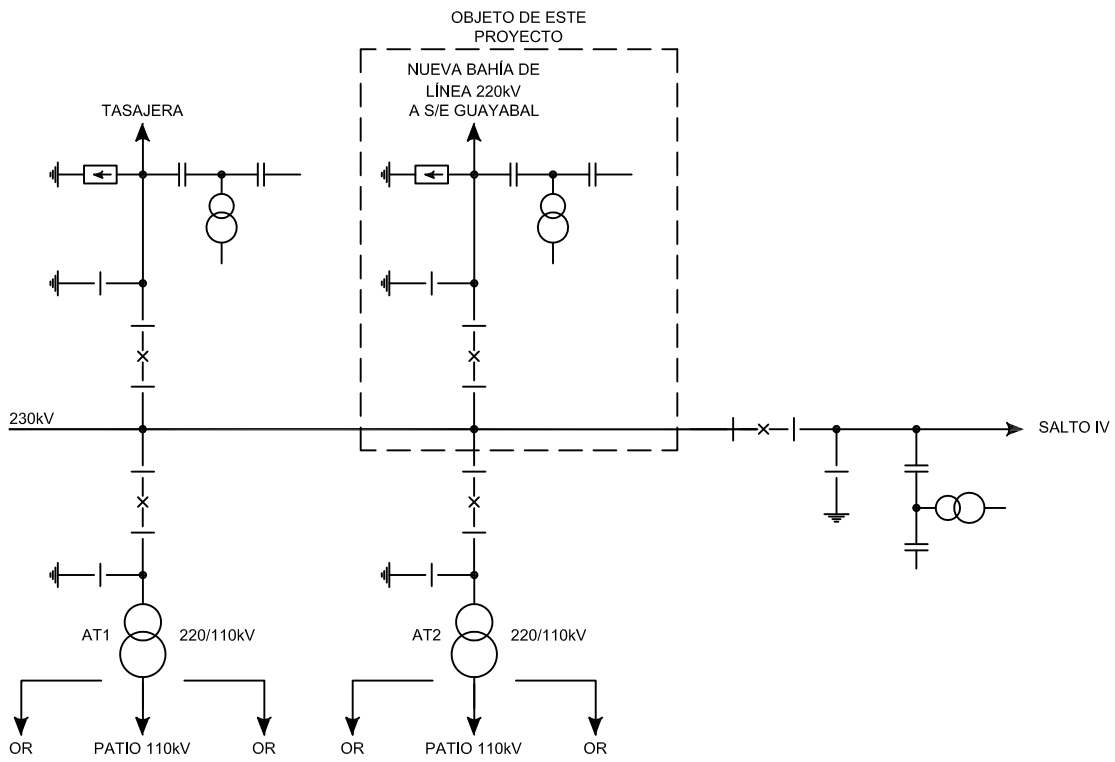 OBJETO DE ESTE
PROYECTO
NUEVA BAHÍA DE
LÍNEA 220kV
A S/E GUAYABAL
TASAJERA
230kV
SALTO IV
AT1
220/110kV
AT2
220/110kV
OR
PATIO 110kV
OR
OR
PATIO 110kV
OR